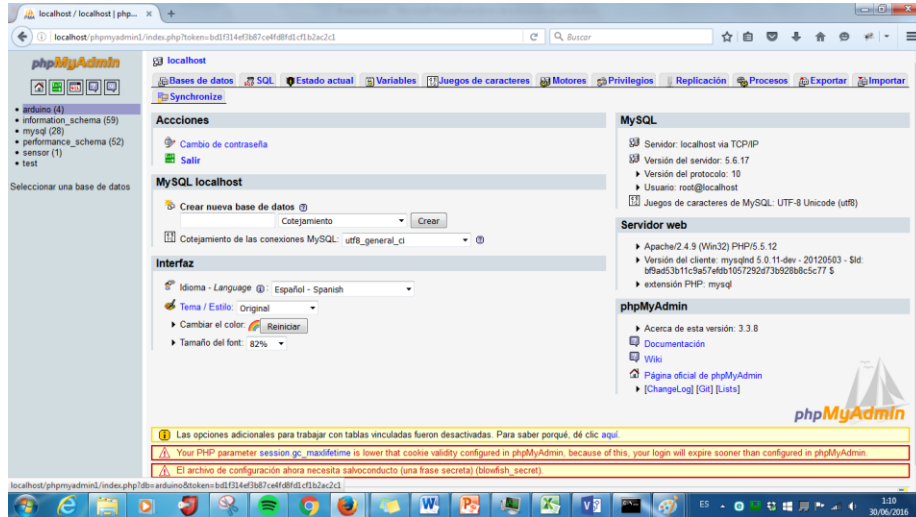 localhost / localhost | php...
localhost/phpmyadmin1/index.php?token=bd1f314ef3b87ce4fd8fd1cf1b2ac2c1
Buscar
phpMyAdmin
arduino (4)
information_schema (59)
mysql (28)
performance_schema (52)
sensor (1)
test
Seleccionar una base de datos
localhost
Bases de datos SQL Estado actual Variables Juegos de caracteres Motores Privilegios Replicación Procesos Exportar Importar
Synchronize
Accciones
Cambio de contraseña
Salir
MySQL localhost
Crear nueva base de datos
Cotejamiento Crear
Cotejamiento de las conexiones MySQL: utf8_general_ci
Interfaz
Idioma - Language : Español - Spanish
Tema / Estilo: Original
Cambiar el color: Reiniciar
Tamaño del font: 82%
MySQL
Servidor: localhost via TCP/IP
Versión del servidor: 5.6.17
Versión del protocolo: 10
Usuario: root@localhost
Juegos de caracteres de MySQL: UTF-8 Unicode (utf8)
Servidor web
Apache/2.4.9 (Win32) PHP/5.5.12
Versión del cliente: mysqlnd 5.0.11-dev - 20120503 - $Id:
bf9ad53b11c9a57efdb1057292d73b928b8c5c77 $
extensión PHP: mysql
phpMyAdmin
Acerca de esta versión: 3.3.8
Documentación
Wiki
Página oficial de phpMyAdmin
[ChangeLog] [Git] [Lists]
phpMyAdmin
Las opciones adicionales para trabajar con tablas vinculadas fueron desactivadas. Para saber porqué, dé clic aquí.
Your PHP parameter session.gc_maxlifetime is lower that cookie validity configured in phpMyAdmin, because of this, your login will expire sooner than configured in phpMyAdmin.
El archivo de configuración ahora necesita salvoconducto (una frase secreta) (blowfish_secret).
localhost/phpmyadmin1/index.php?db=arduino&token=bd1f314ef3b87ce4fd8fd1cf1b2ac2c1
ES
1:10
30/06/2016